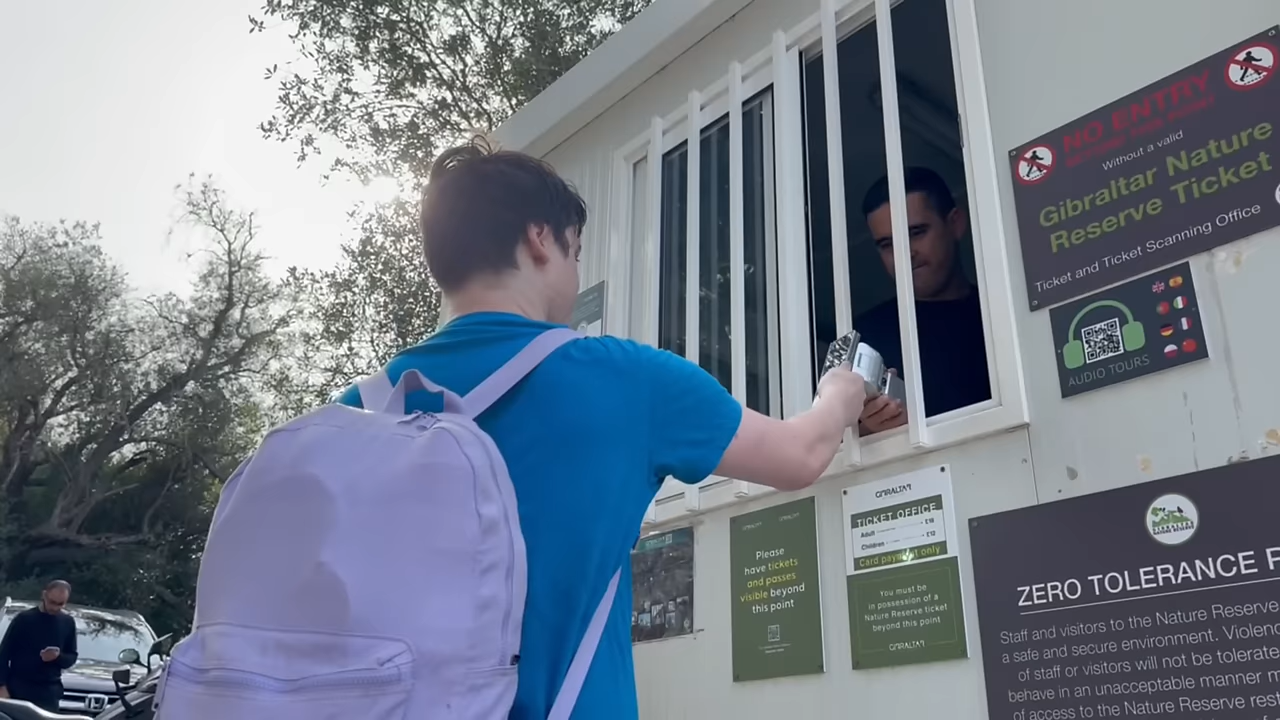 NO ENTRY
Without a valid
Gibraltar Nature
Reserve Ticket
Ticket and Ticket Scanning Office
AUDIO TOURS
GIBRALTAR
TICKET OFFICE
Adult
Children
Card payment only
You must be
in possession of a
Nature Reserve ticket
beyond this point
GIBRALTAR
Please
have tickets
and passes
visible beyond
this point
ZERO TOLERANCE P
Staff and visitors to the Nature Reserve
a safe and secure environment. Violenc
of staff or visitors will not be tolerate
behave in an unacceptable manner m
of access to the Nature Reserve res